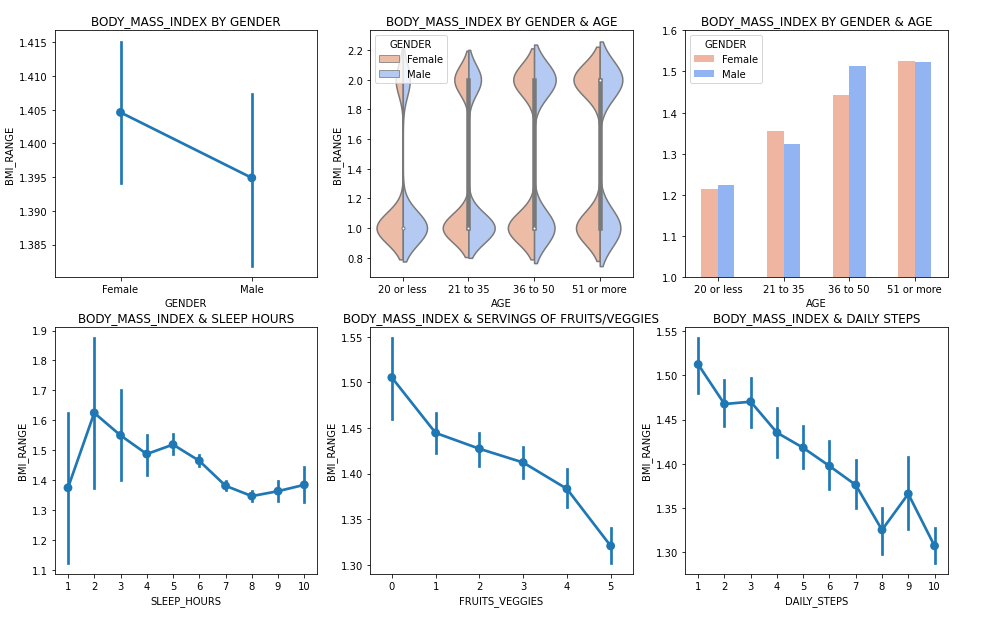 BODY_MASS_INDEX BY GENDER
1.415
1.410
1.405
1.400
1.395
1.390
1.385
BMI_RANGE
Female
Male
GENDER
BODY_MASS_INDEX BY GENDER & AGE
2.2
2.0
1.8
1.6
1.4
1.2
1.0
0.8
BMI_RANGE
GENDER
Female
Male
20 or less
21 to 35
36 to 50
51 or more
AGE
BODY_MASS_INDEX BY GENDER & AGE
1.6
1.5
1.4
1.3
1.2
1.1
1.0
BMI_RANGE
GENDER
Female
Male
20 or less
21 to 35
36 to 50
51 or more
AGE
BODY_MASS_INDEX & SLEEP HOURS
1.9
1.8
1.7
1.6
1.5
1.4
1.3
1.2
1.1
BMI_RANGE
1 2 3 4 5 6 7 8 9 10
SLEEP_HOURS
BODY_MASS_INDEX & SERVINGS OF FRUITS/VEGGIES
1.55
1.50
1.45
1.40
1.35
1.30
BMI_RANGE
0 1 2 3 4 5
FRUITS_VEGGIES
BODY_MASS_INDEX & DAILY STEPS
1.55
1.50
1.45
1.40
1.35
1.30
BMI_RANGE
1 2 3 4 5 6 7 8 9 10
DAILY_STEPS